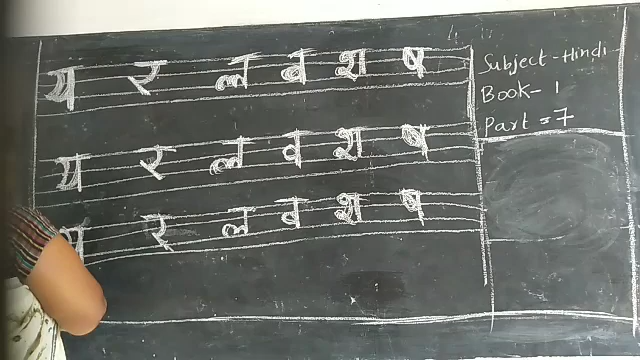 य र ल व श ष
य र ल व श ष
य र ल व श ष
Subject - Hindi
Book - 1
Part = 7